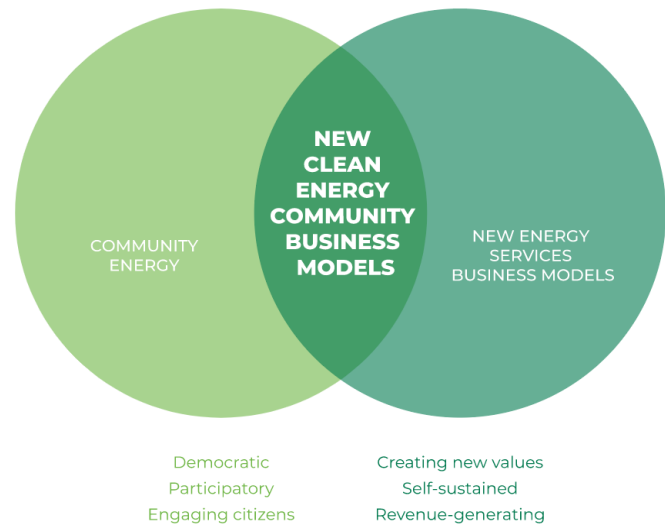 NEW
CLEAN
ENERGY
COMMUNITY
BUSINESS
MODELS
COMMUNITY
ENERGY
NEW ENERGY
SERVICES
BUSINESS MODELS
Democratic
Participatory
Engaging citizens
Creating new values
Self-sustained
Revenue-generating